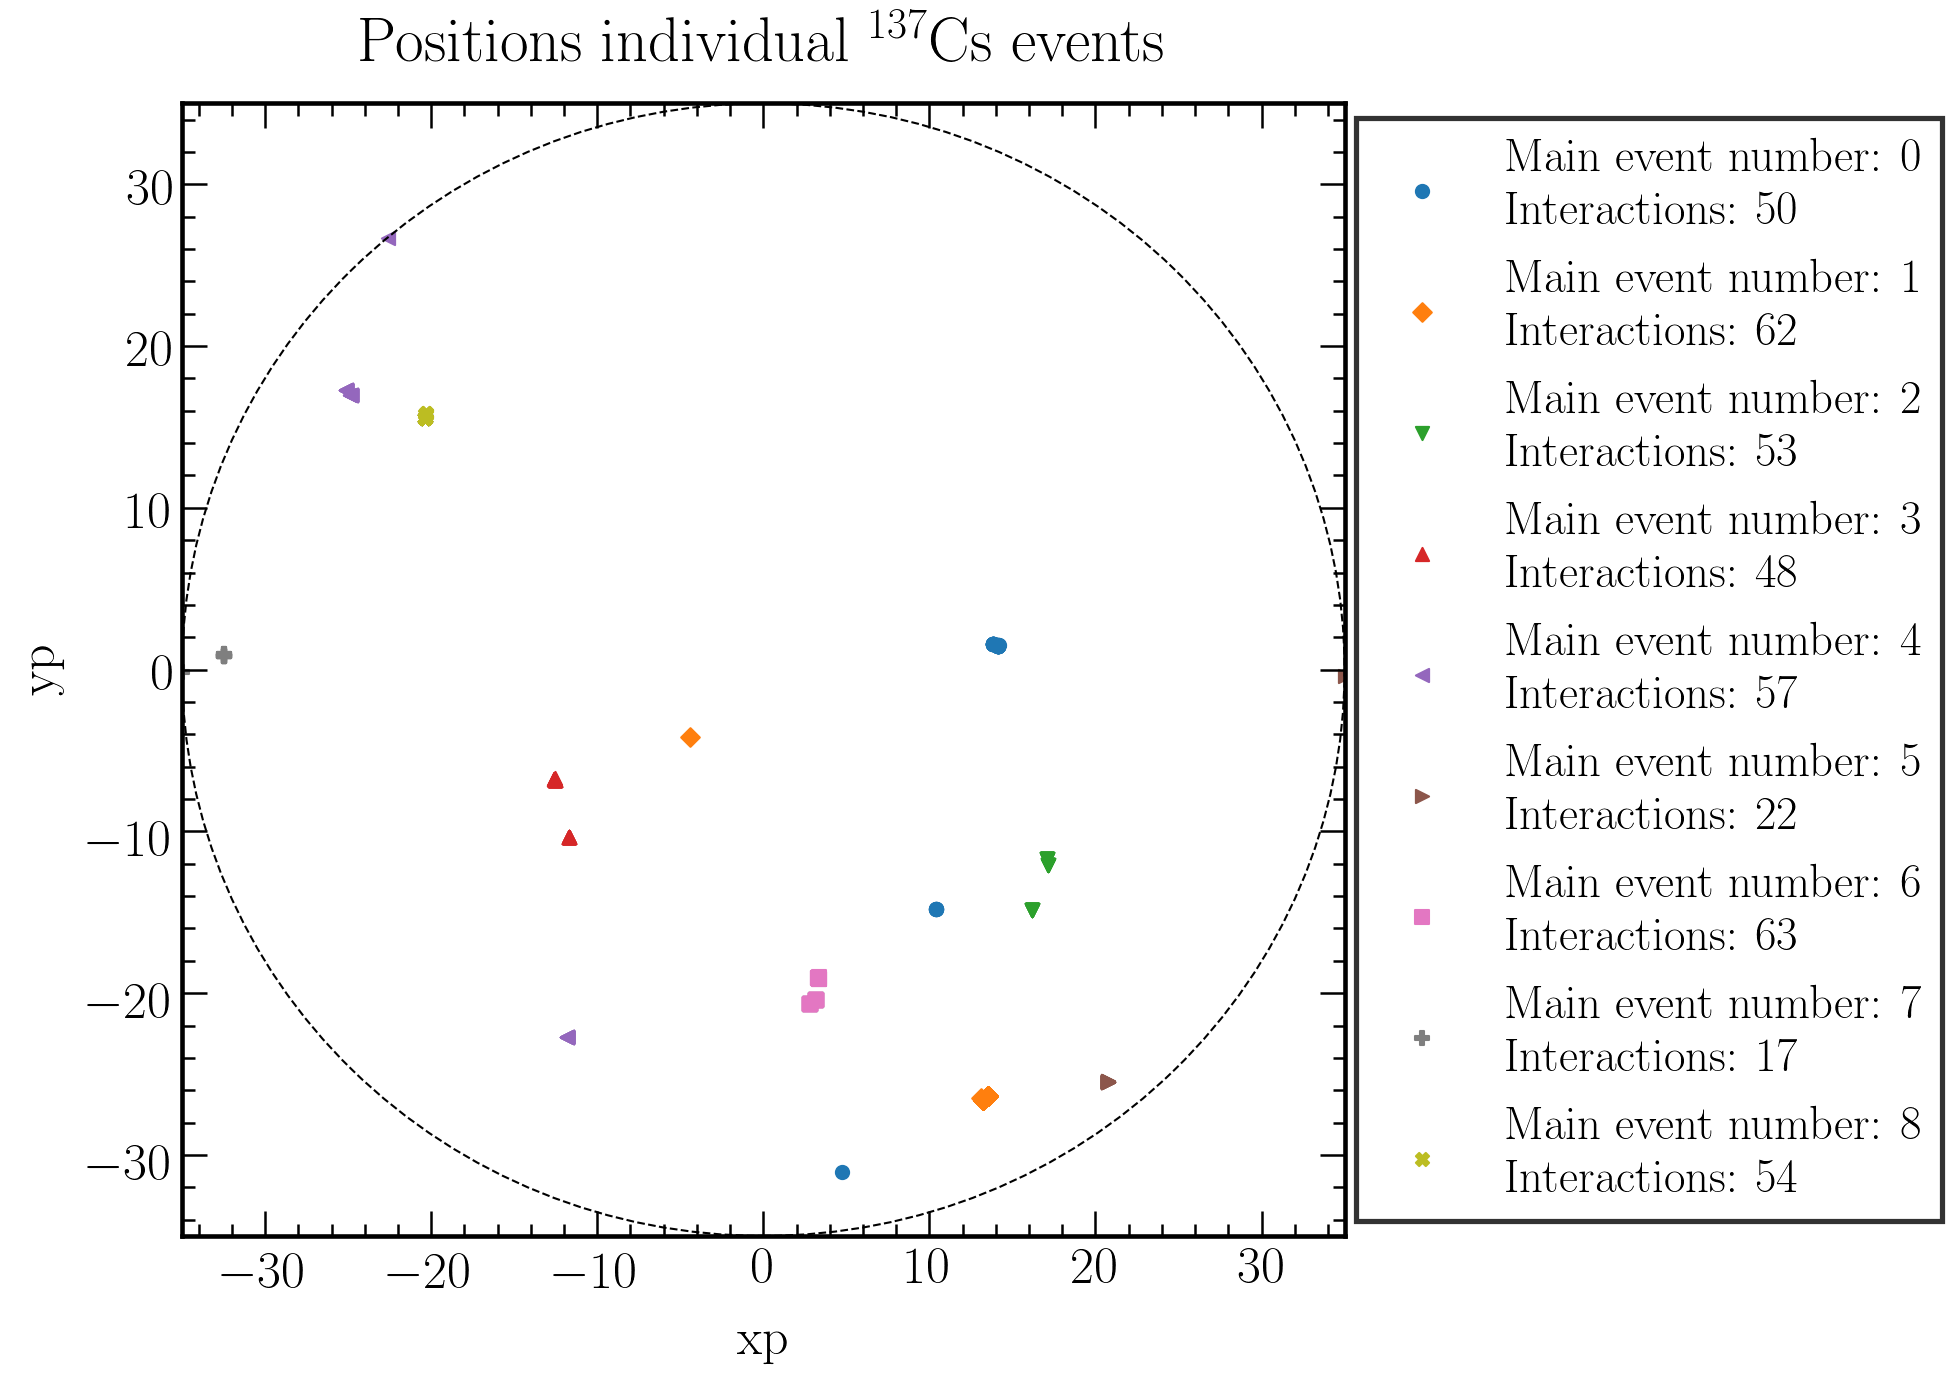 Positions individual ¹³⁷Cs events
30
20
10
0
−10
−20
−30
yp
−30
−20
−10
0
10
20
30
xp
Main event number: 0
Interactions: 50
Main event number: 1
Interactions: 62
Main event number: 2
Interactions: 53
Main event number: 3
Interactions: 48
Main event number: 4
Interactions: 57
Main event number: 5
Interactions: 22
Main event number: 6
Interactions: 63
Main event number: 7
Interactions: 17
Main event number: 8
Interactions: 54